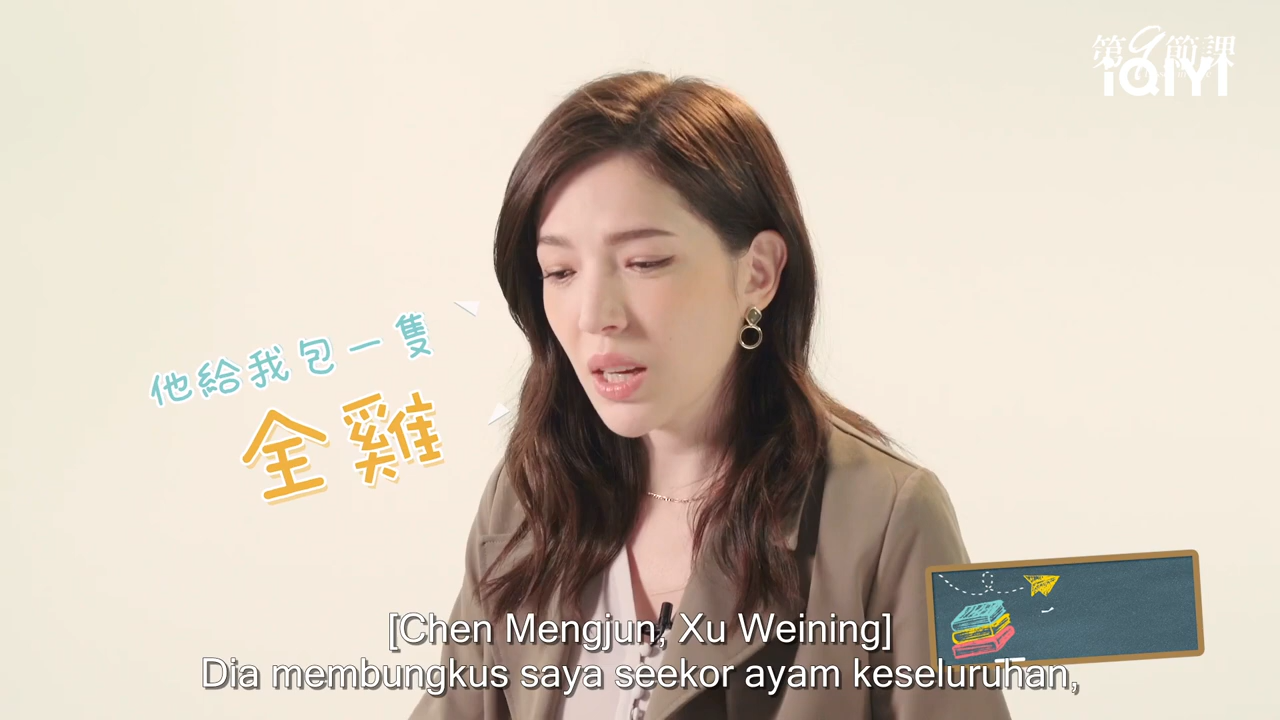 第9節課
iQIYI
他給我包一隻
全雞
[Chen Mengjun, Xu Weining]
Dia membungkus saya seekor ayam keseluruhan,